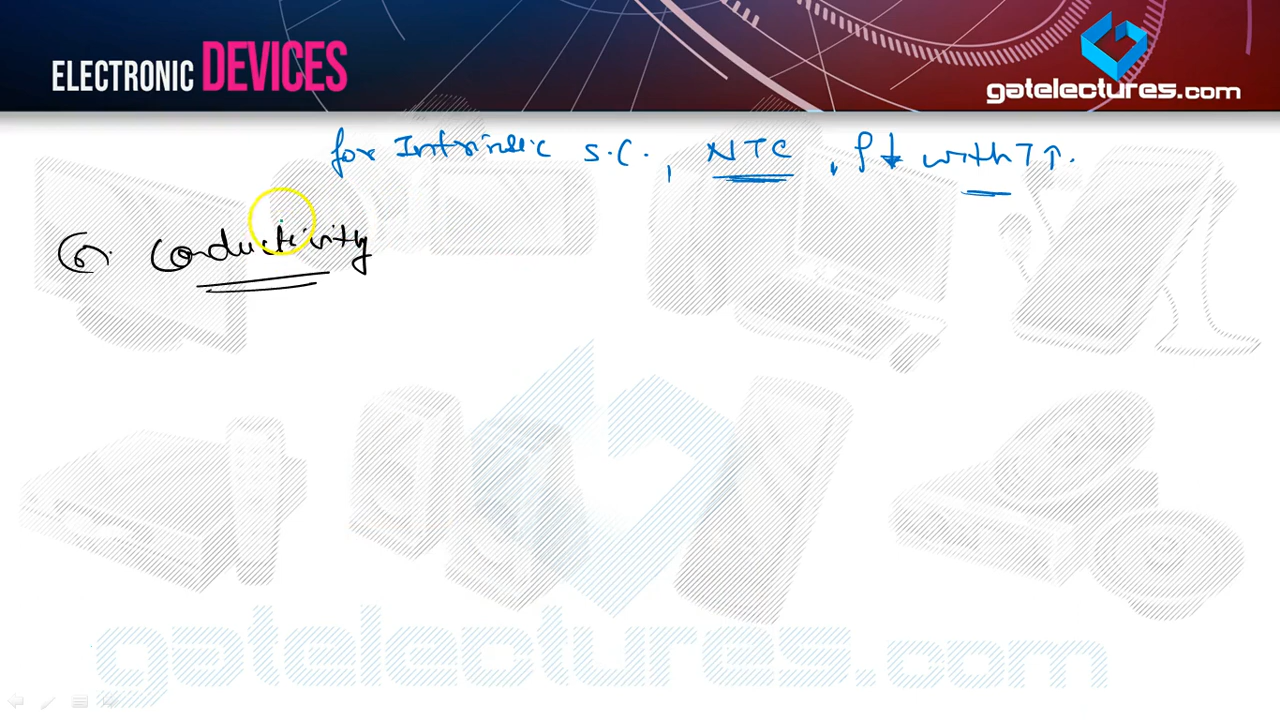 ELECTRONIC DEVICES
gatelectures.com
for Intrinsic S.C., NTC, ρ↓ with T↑.
(6). Conductivity
gatelectures.com